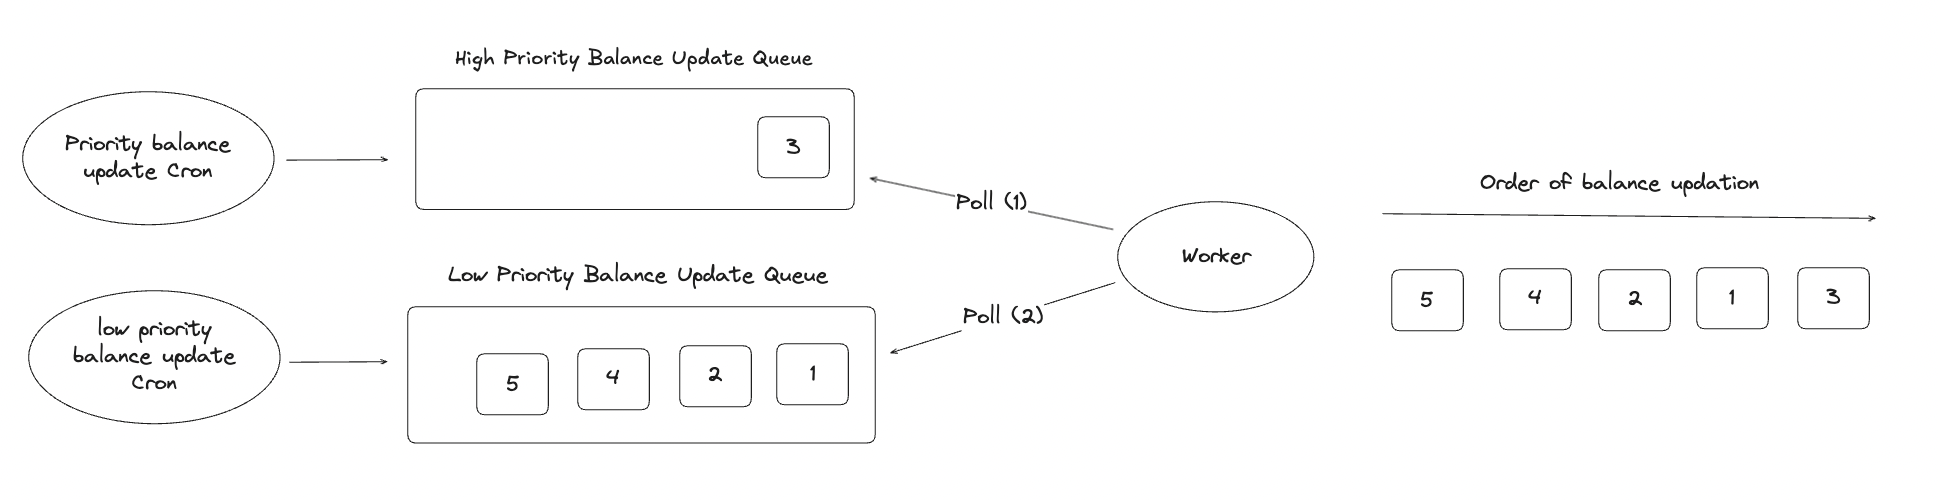 High Priority Balance Update Queue
Priority balance
update Cron
3
Poll (1)
Low Priority Balance Update Queue
low priority
balance update
Cron
5 4 2 1
Poll (2)
Worker
Order of balance updation
5 4 2 1 3